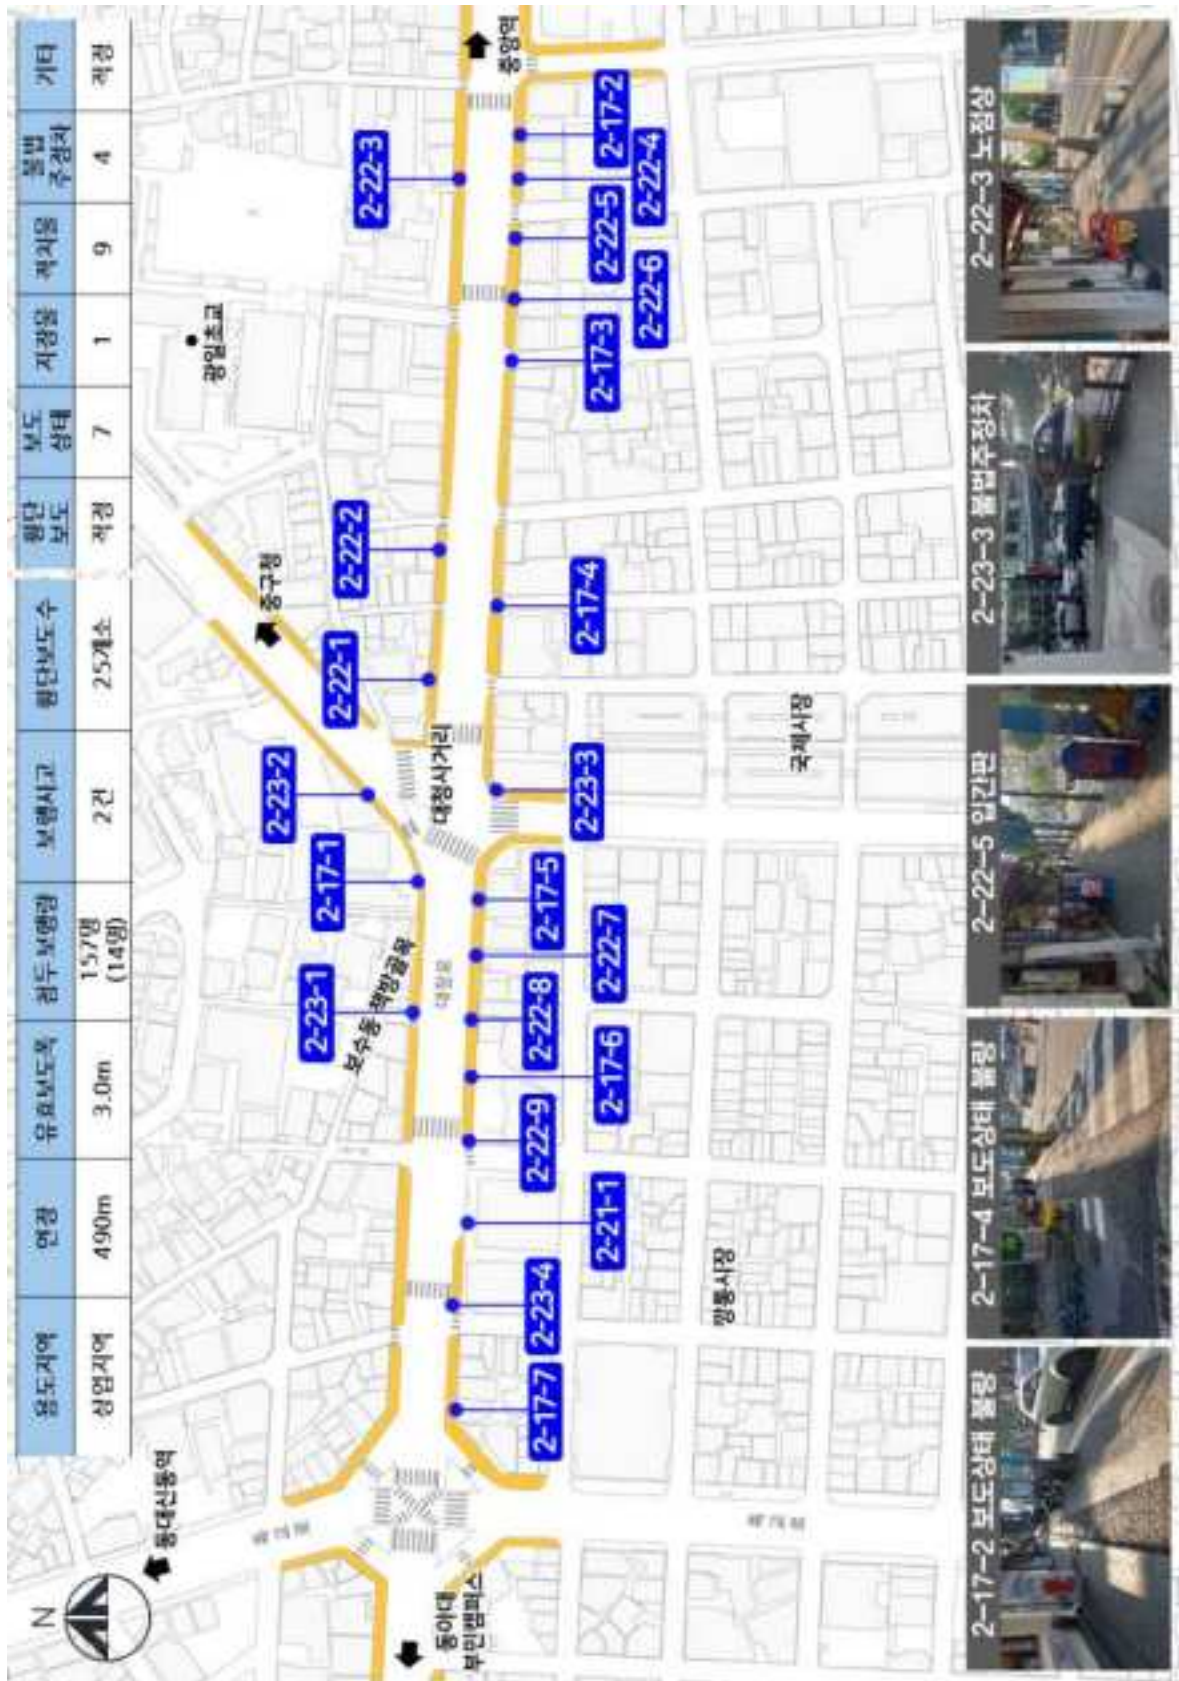 용도지역 연장 유효보도폭 첨두보행량 보행사고 횡단보도수 횡단보도 보도상태 지장물 적치물 불법주정차 기타
상업지역 490m 3.0m 157명(14명) 2건 25개소 적정 7 1 9 4 적정
N
동대신동역
중구청
광일초교
중앙역
2-23-1
2-17-1
2-23-2
2-22-1
2-22-2
2-22-3
보수동 책방골목
대청로
대청사거리
동아대
부민캠퍼스
2-17-7
2-23-4
2-21-1
2-22-9
2-17-6
2-22-8
2-22-7
2-17-5
2-23-3
2-17-4
2-17-3
2-22-6
2-22-5
2-22-4
2-17-2
깡통시장
국제시장
2-17-2 보도상태 불량
2-17-4 보도상태 불량
2-22-5 입간판
2-23-3 불법주정차
2-22-3 노점상